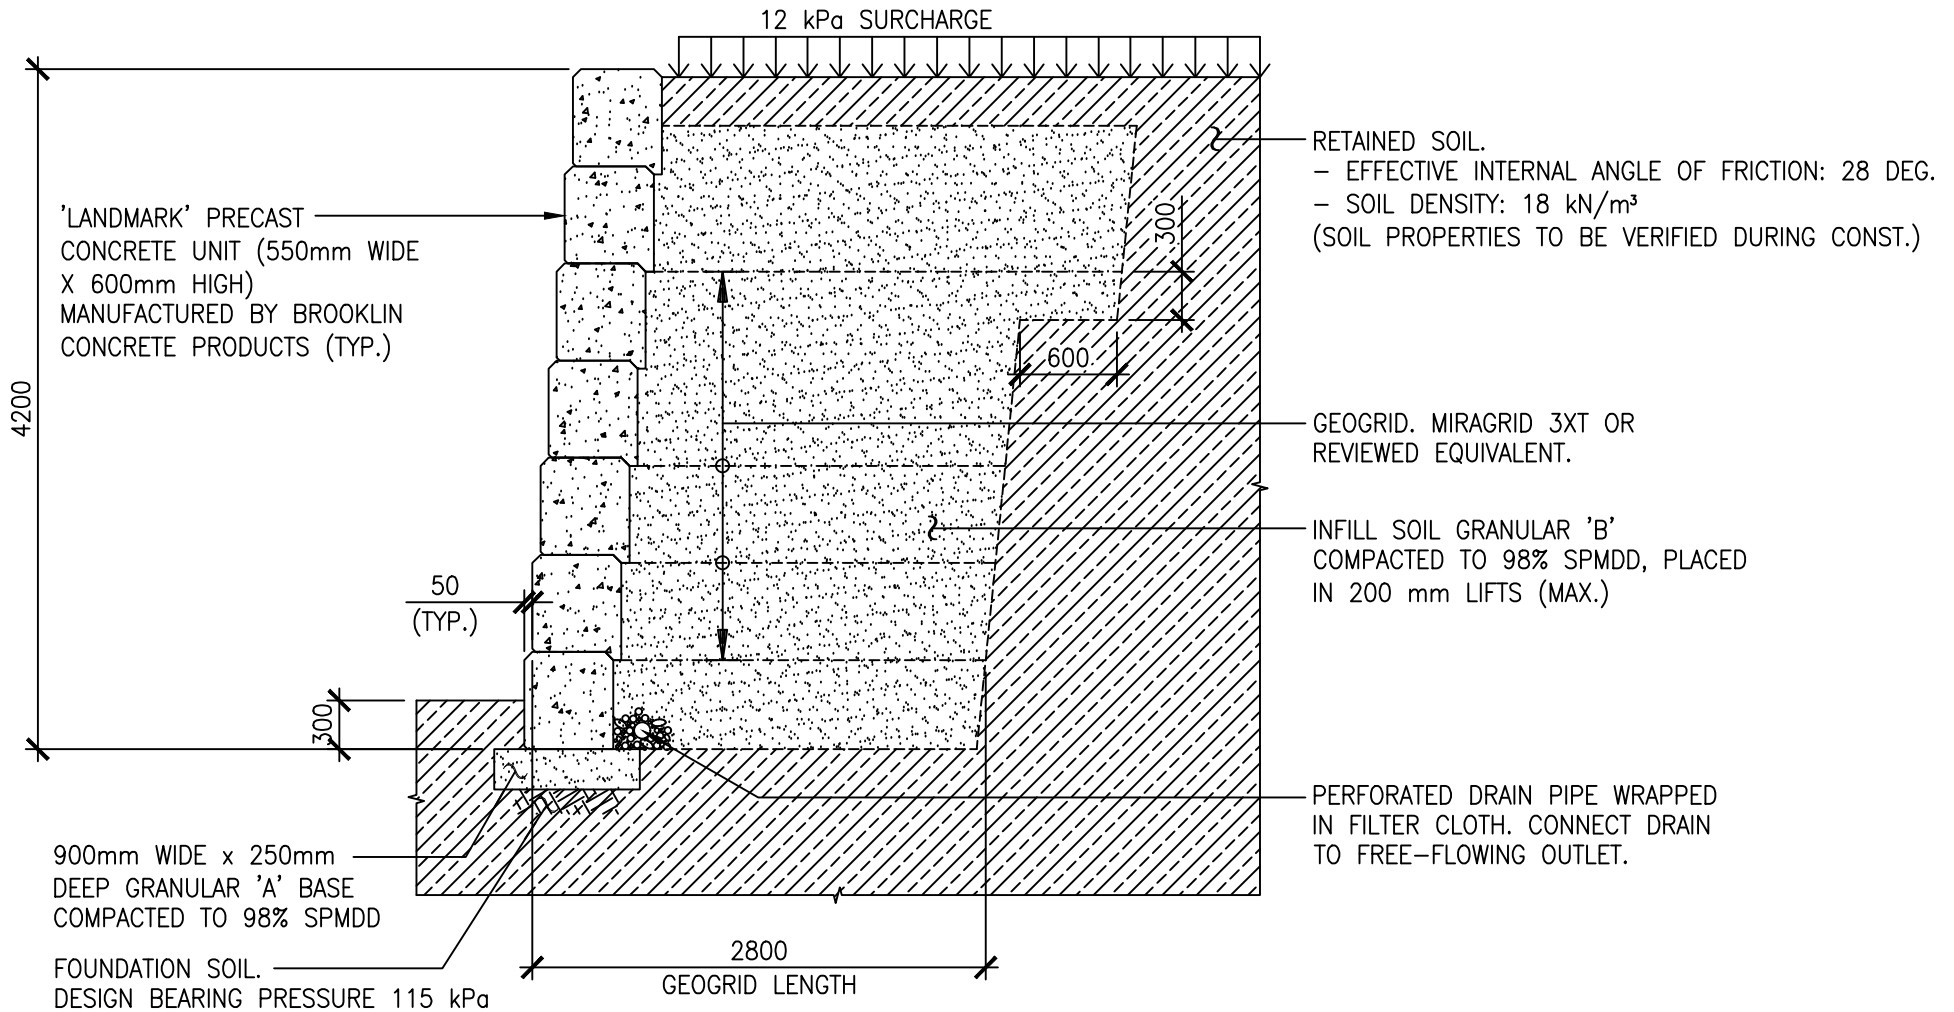 12 kPa SURCHARGE
RETAINED SOIL.
– EFFECTIVE INTERNAL ANGLE OF FRICTION: 28 DEG.
– SOIL DENSITY: 18 kN/m³
(SOIL PROPERTIES TO BE VERIFIED DURING CONST.)
'LANDMARK' PRECAST
CONCRETE UNIT (550mm WIDE
X 600mm HIGH)
MANUFACTURED BY BROOKLIN
CONCRETE PRODUCTS (TYP.)
300
600
4200
GEOGRID. MIRAGRID 3XT OR
REVIEWED EQUIVALENT.
INFILL SOIL GRANULAR 'B'
COMPACTED TO 98% SPMDD, PLACED
IN 200 mm LIFTS (MAX.)
50
(TYP.)
300
PERFORATED DRAIN PIPE WRAPPED
IN FILTER CLOTH. CONNECT DRAIN
TO FREE–FLOWING OUTLET.
900mm WIDE x 250mm
DEEP GRANULAR 'A' BASE
COMPACTED TO 98% SPMDD
FOUNDATION SOIL.
DESIGN BEARING PRESSURE 115 kPa
2800
GEOGRID LENGTH